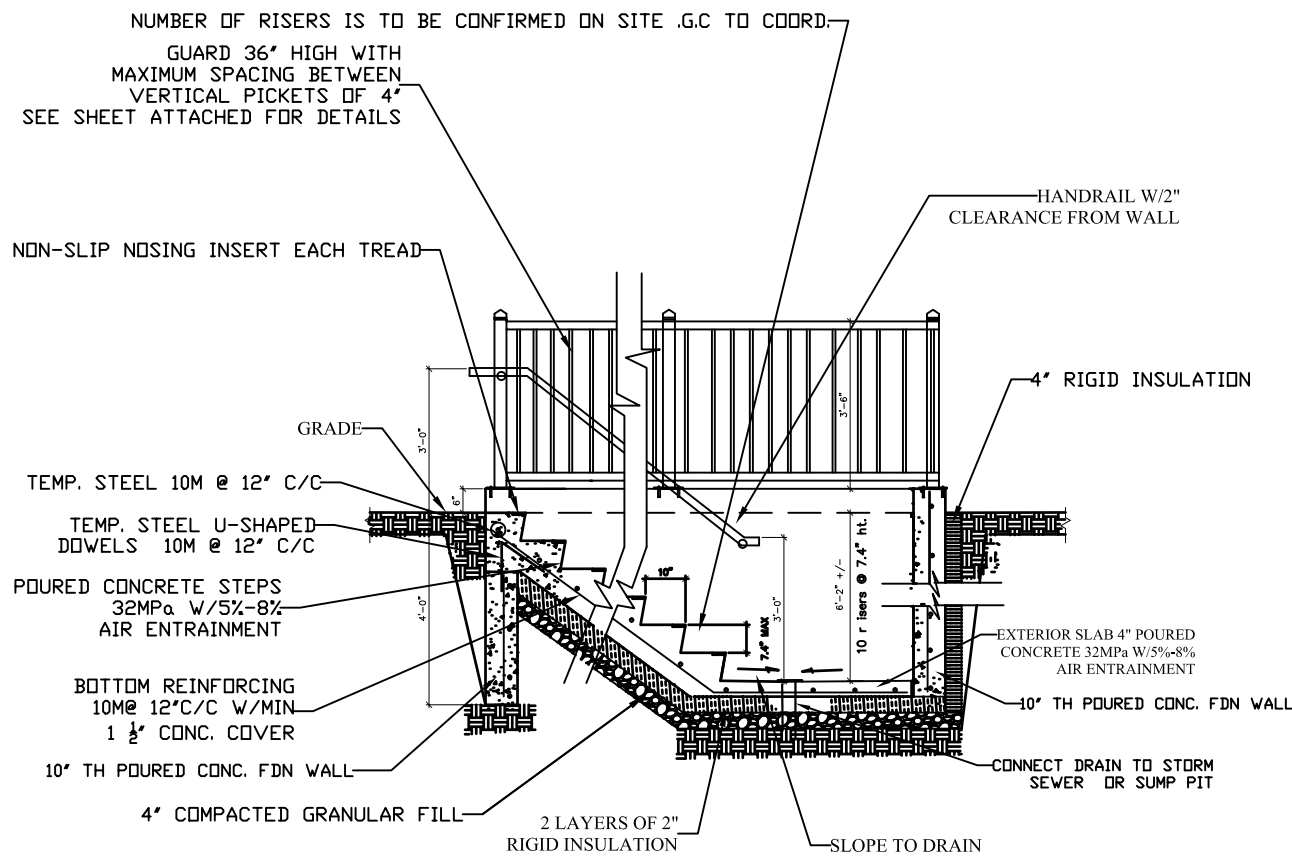 NUMBER OF RISERS IS TO BE CONFIRMED ON SITE .G.C TO COORD.
GUARD 36" HIGH WITH
MAXIMUM SPACING BETWEEN
VERTICAL PICKETS OF 4"
SEE SHEET ATTACHED FOR DETAILS
HANDRAIL W/2"
CLEARANCE FROM WALL
NON-SLIP NOSING INSERT EACH TREAD
4" RIGID INSULATION
3'-6"
3'-0"
GRADE
TEMP. STEEL 10M @ 12" C/C
6"
TEMP. STEEL U-SHAPED
DOWELS 10M @ 12" C/C
POURED CONCRETE STEPS
32MPa W/5%-8%
AIR ENTRAINMENT
4'-0"
10"
7.4" MAX
3'-0"
6'-2" +/-
10 r isers @ 7.4" ht.
EXTERIOR SLAB 4" POURED
CONCRETE 32MPa W/5%-8%
AIR ENTRAINMENT
BOTTOM REINFORCING
10M@ 12"C/C W/MIN
1 ½" CONC. COVER
10" TH POURED CONC. FDN WALL
10" TH POURED CONC. FDN WALL
CONNECT DRAIN TO STORM
SEWER OR SUMP PIT
4" COMPACTED GRANULAR FILL
2 LAYERS OF 2"
RIGID INSULATION
SLOPE TO DRAIN